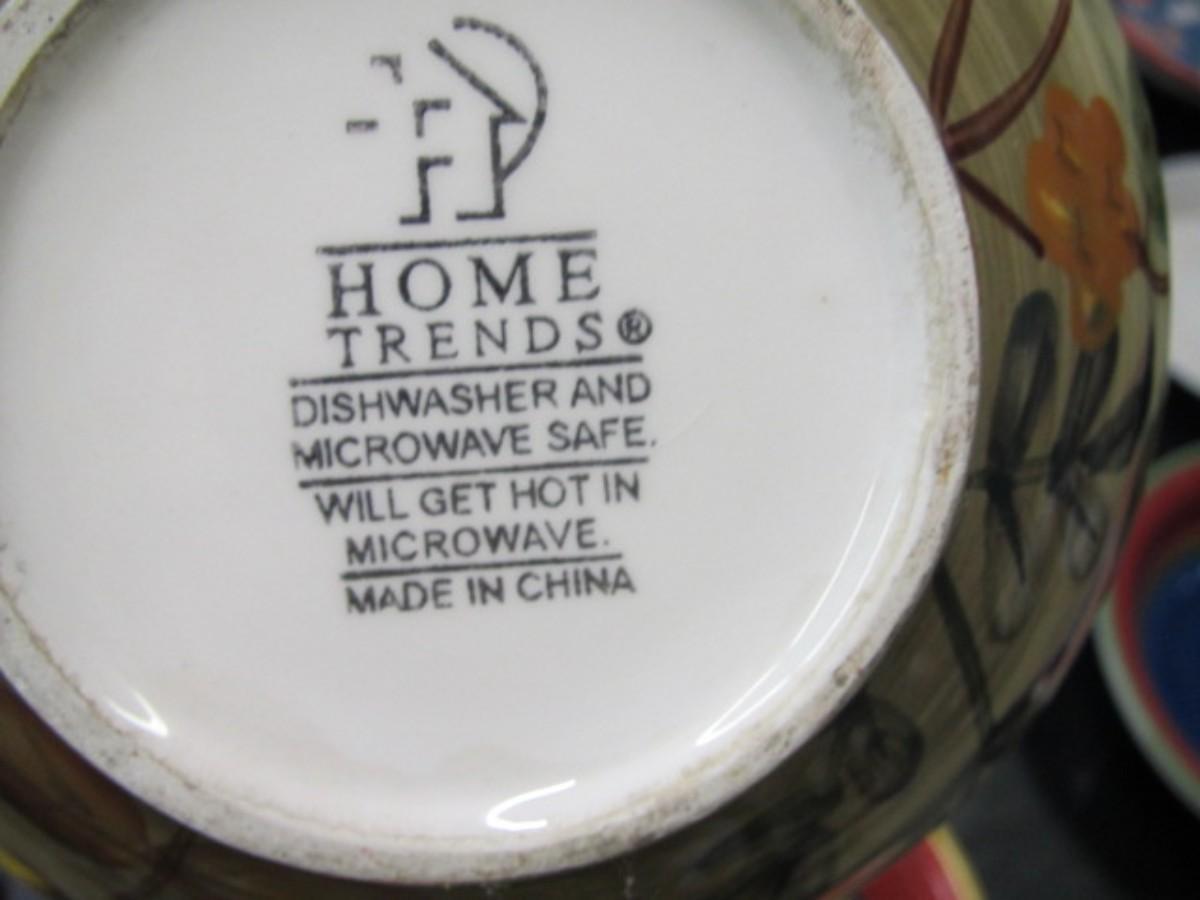 HOME
TRENDS®
DISHWASHER AND
MICROWAVE SAFE.
WILL GET HOT IN
MICROWAVE.
MADE IN CHINA